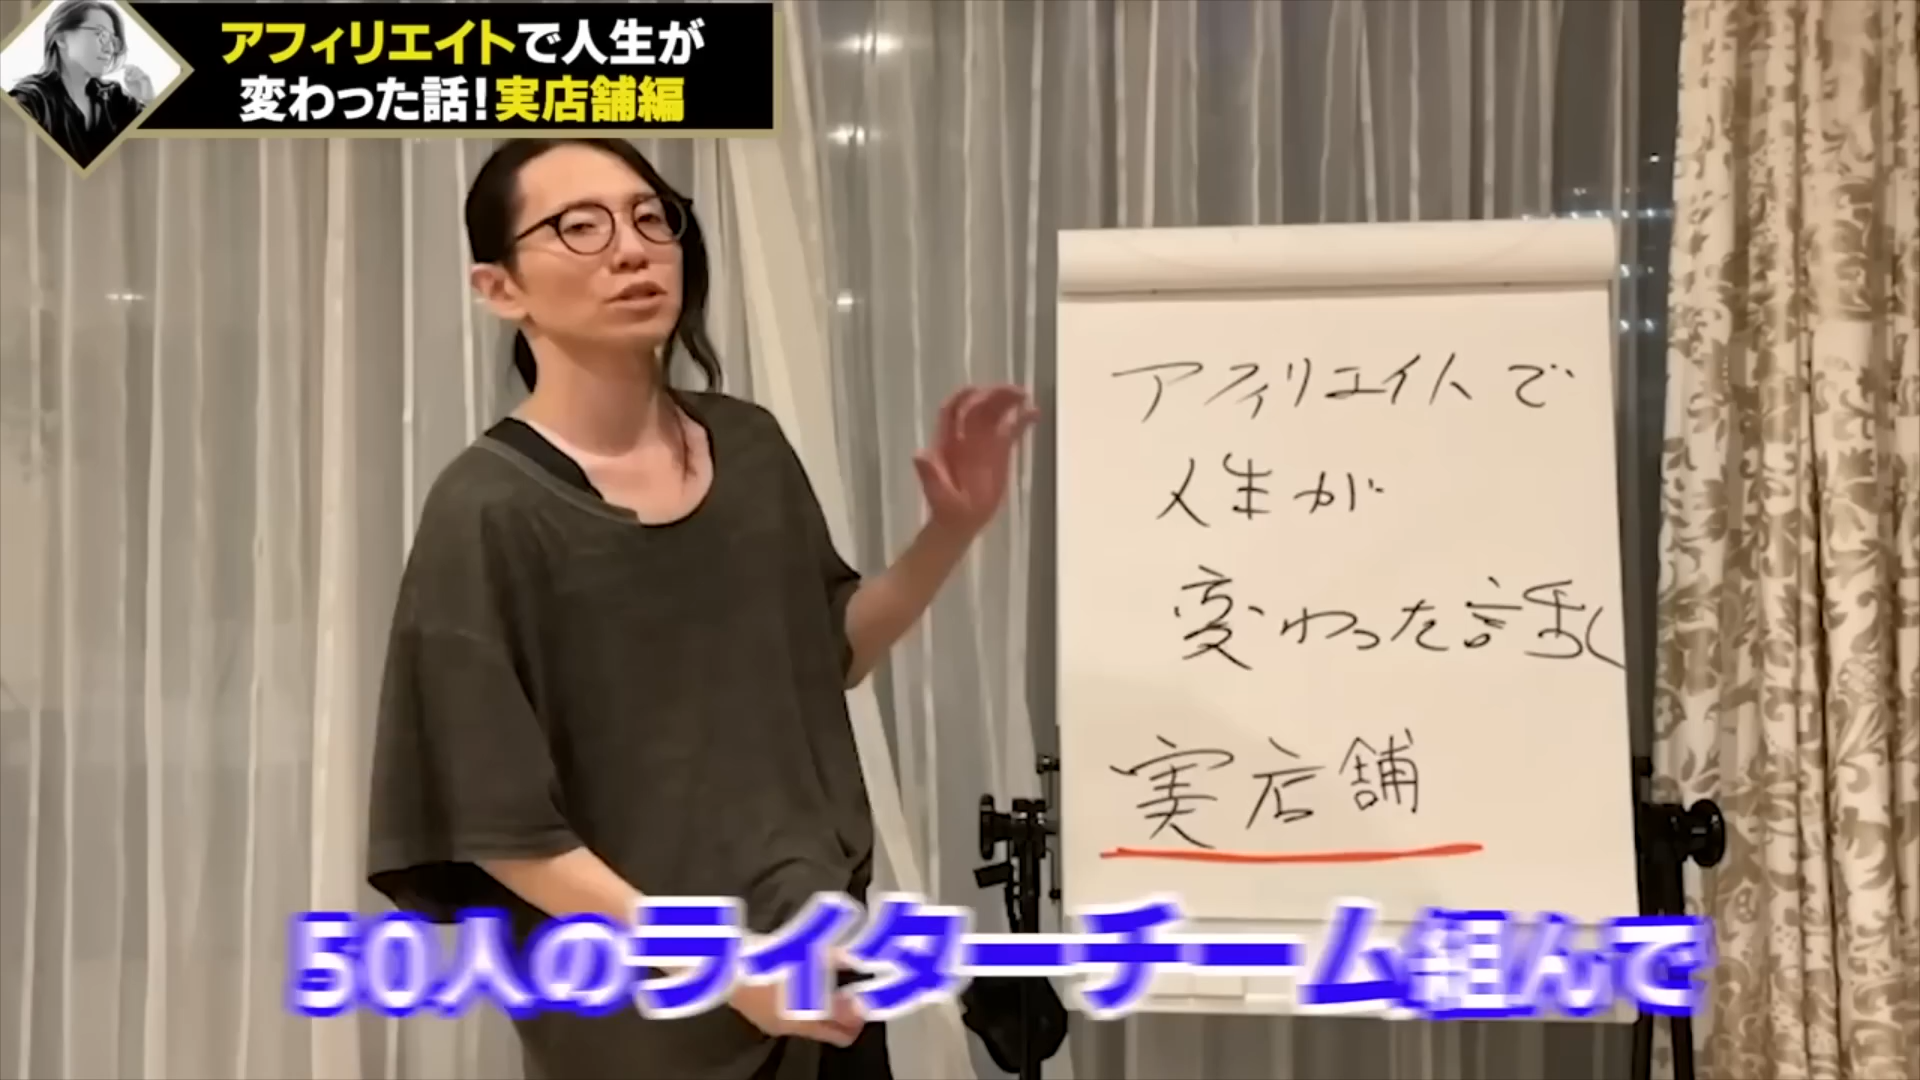 アフィリエイトで人生が
変わった話！実店舗編
アフィリエイトで
人生が
変わった話し
実店舗
50人のライターチーム組んで